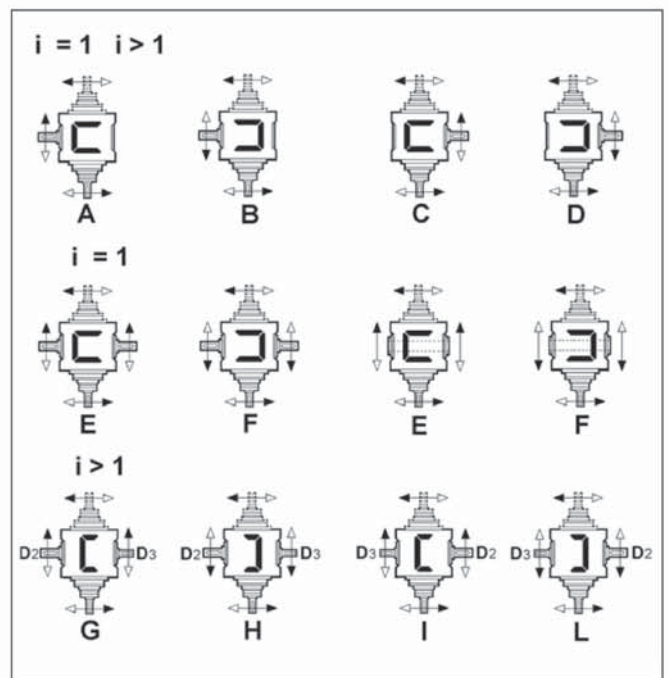 i = 1 i > 1
A B C D
i = 1
E F E F
i > 1
D2 D3 D2 D3 D3 D2 D3 D2
G H I L